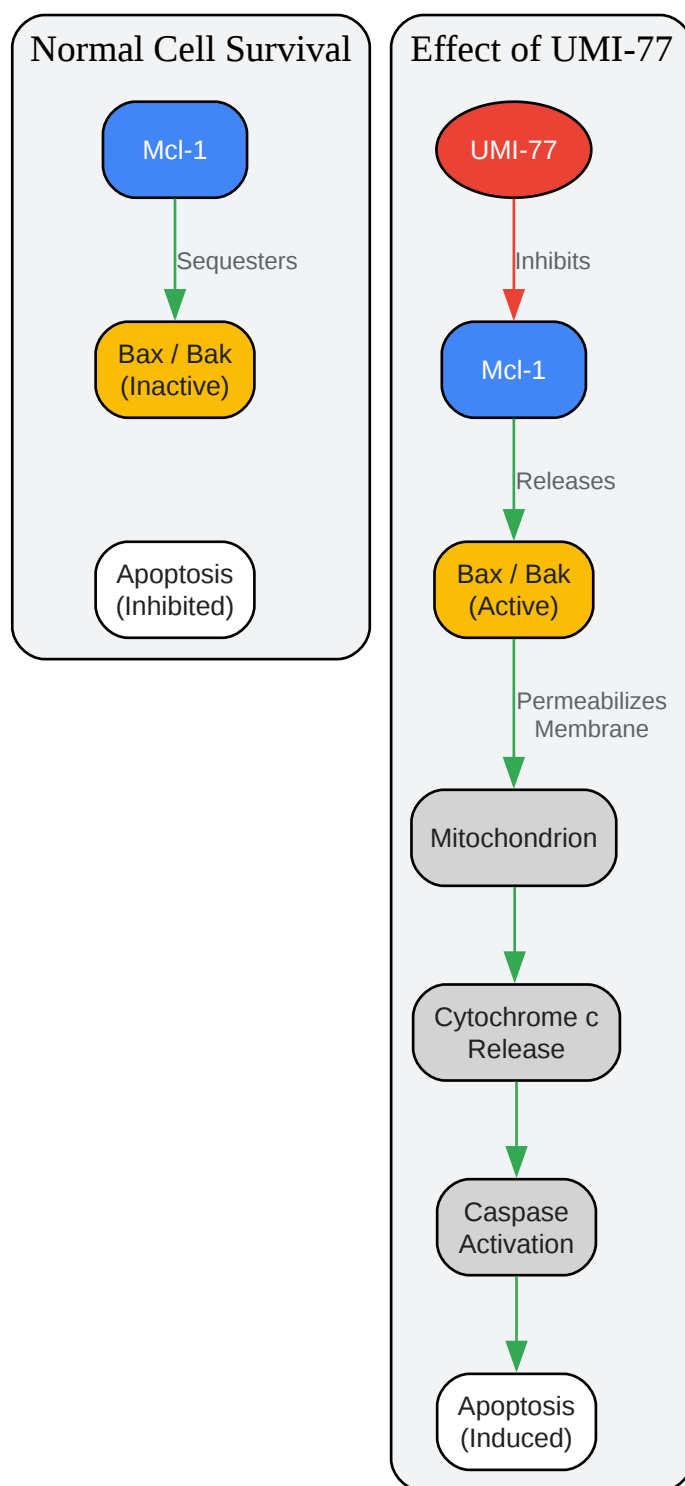 Normal Cell Survival
Mcl-1
Sequesters
Bax / Bak
(Inactive)
Apoptosis
(Inhibited)
Effect of UMI-77
UMI-77
Inhibits
Mcl-1
Releases
Bax / Bak
(Active)
Permeabilizes
Membrane
Mitochondrion
Cytochrome c
Release
Caspase
Activation
Apoptosis
(Induced)